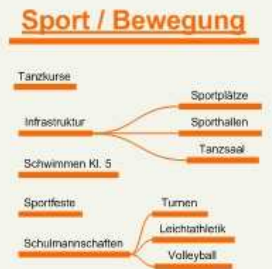 Sport / Bewegung
Tanzkurse
Infrastruktur
Sportplätze
Sporthallen
Tanzsaal
Schwimmen Kl. 5
Sportfeste
Schulmannschaften
Turnen
Leichtathletik
Volleyball